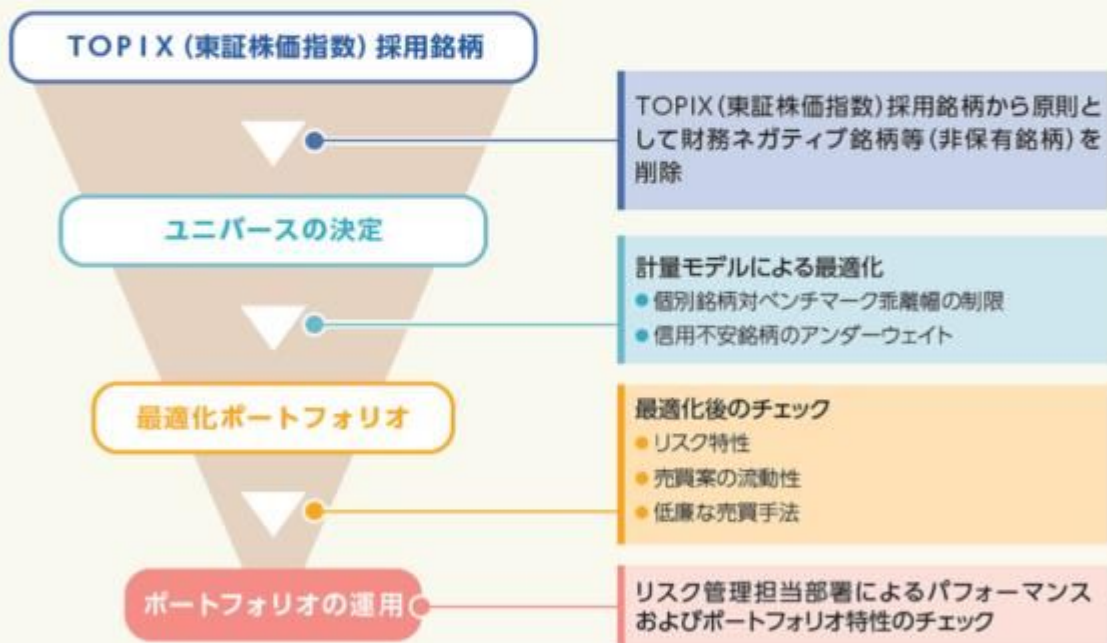 TOPIX(東証株価指数)採用銘柄
TOPIX(東証株価指数)採用銘柄から原則と
して財務ネガティブ銘柄等(非保有銘柄)を
削除
ユニバースの決定
計量モデルによる最適化
●個別銘柄対ベンチマーク乖離幅の制限
●信用不安銘柄のアンダーウェイト
最適化ポートフォリオ
最適化後のチェック
●リスク特性
●売買案の流動性
●低廉な売買手法
ポートフォリオの運用
リスク管理担当部署によるパフォーマンス
およびポートフォリオ特性のチェック